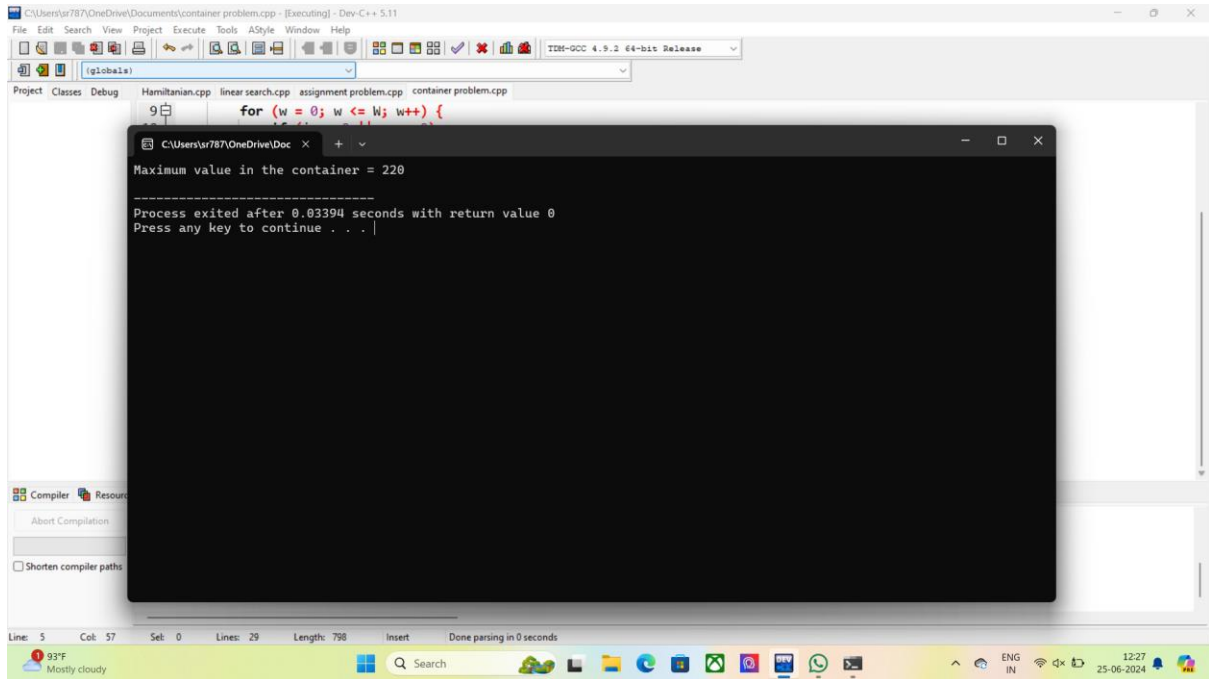 C:\Users\sr787\OneDrive\Documents\container problem.cpp - [Executing] - Dev-C++ 5.11
File Edit Search View Project Execute Tools AStyle Window Help
TDM-GCC 4.9.2 64-bit Release
(globals)
Project Classes Debug Hamiltanian.cpp linear search.cpp assignment problem.cpp container problem.cpp
9 for (w = 0; w <= W; w++) {
C:\Users\sr787\OneDrive\Doc × + ⌄
Maximum value in the container = 220
--------------------------------
Process exited after 0.03394 seconds with return value 0
Press any key to continue . . .
Compiler Resourc
Abort Compilation
Shorten compiler paths
Line: 5 Col: 57 Sel: 0 Lines: 29 Length: 798 Insert Done parsing in 0 seconds
1
93°F
Mostly cloudy
Search
DEV
ENG
IN
12:27
25-06-2024
PRE